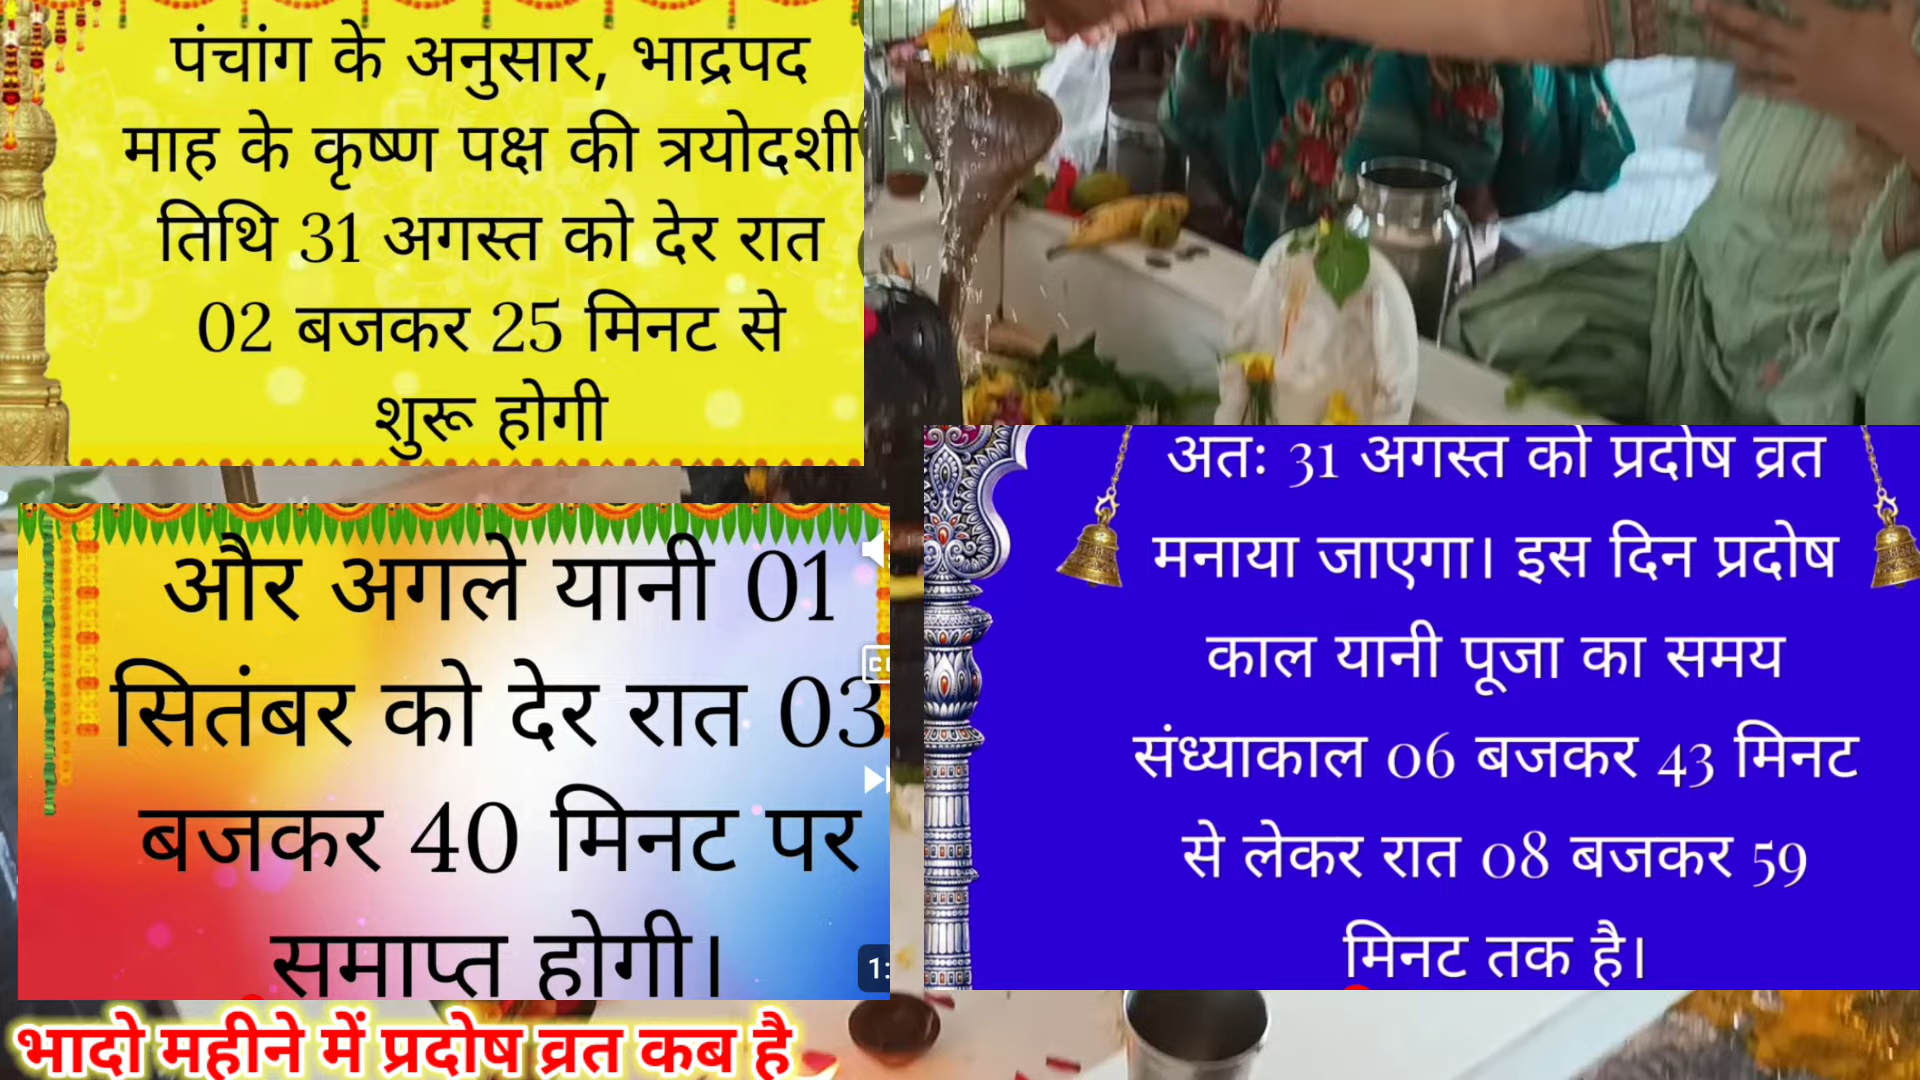 पंचांग के अनुसार, भाद्रपद
माह के कृष्ण पक्ष की त्रयोदशी
तिथि 31 अगस्त को देर रात
02 बजकर 25 मिनट से
शुरू होगी
और अगले यानी 01
सितंबर को देर रात 03
बजकर 40 मिनट पर
समाप्त होगी।
अतः 31 अगस्त को प्रदोष व्रत
मनाया जाएगा। इस दिन प्रदोष
काल यानी पूजा का समय
संध्याकाल 06 बजकर 43 मिनट
से लेकर रात 08 बजकर 59
मिनट तक है।
भादो महीने में प्रदोष व्रत कब है